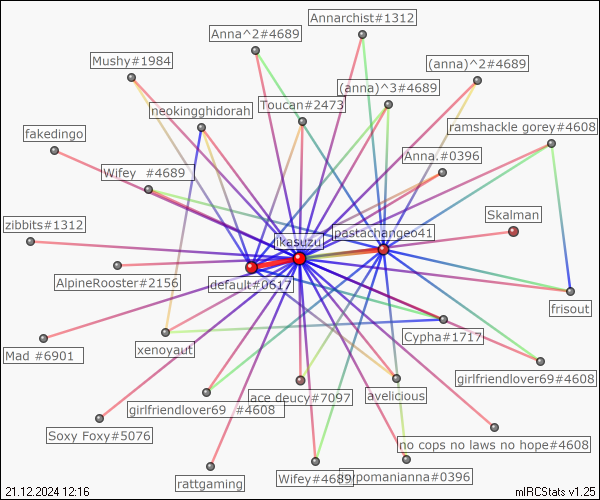 Annarchist#1312
Anna^2#4689
Mushy#1984
(anna)^2#4689
(anna)^3#4689
neokingghidorah
Toucan#2473
ramshackle gorey#4608
fakedingo
Anna.#0396
Wifey  #4689
Skalman
zibbits#1312
pastachangeo41
ikasuzu
default#0617
AlpineRooster#2156
frisout
Cypha#1717
xenoyaut
Mad #6901
girlfriendlover69#4608
ace deucy#7097
avelicious
girlfriendlover69  #4608
Soxy Foxy#5076
no cops no laws no hope#4608
rattgaming
Wifey#4689
ypomanianna#0396
21.12.2024 12:16
mIRCStats v1.25